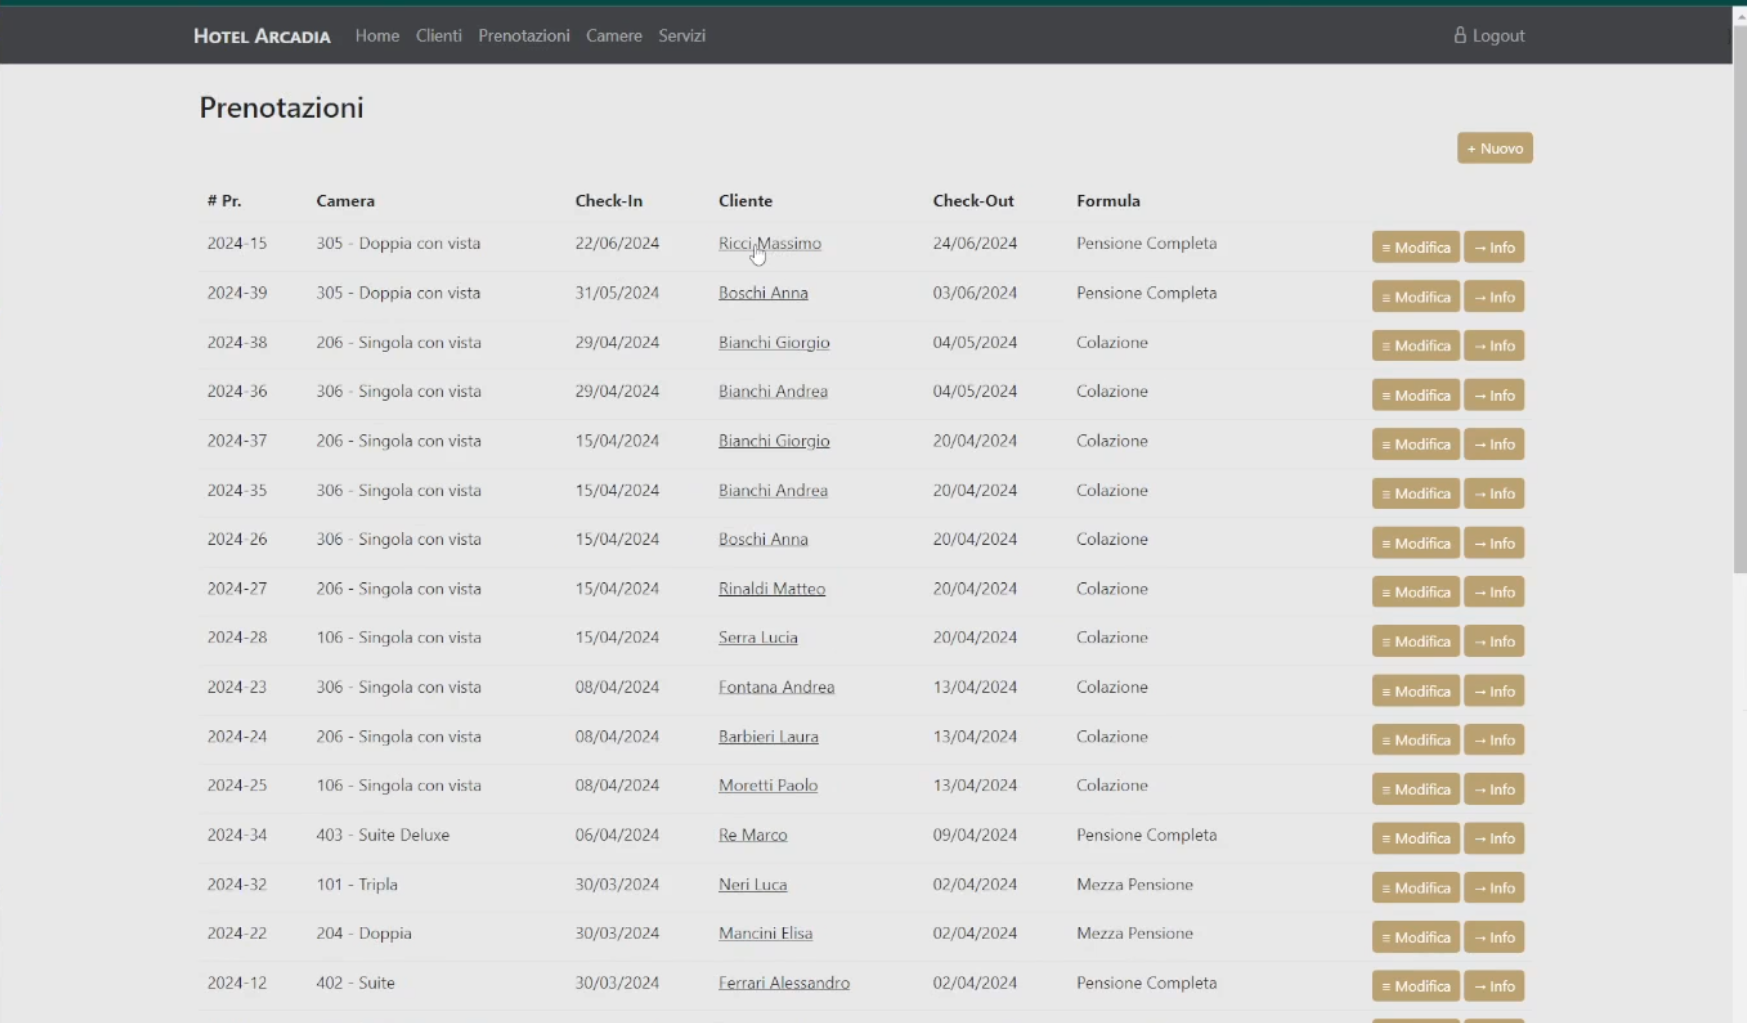 HOTEL ARCADIA Home Clienti Prenotazioni Camere Servizi Logout
Prenotazioni
+ Nuovo
# Pr. Camera Check-In Cliente Check-Out Formula
2024-15 305 - Doppia con vista 22/06/2024 Ricci Massimo 24/06/2024 Pensione Completa ≡ Modifica → Info
2024-39 305 - Doppia con vista 31/05/2024 Boschi Anna 03/06/2024 Pensione Completa ≡ Modifica → Info
2024-38 206 - Singola con vista 29/04/2024 Bianchi Giorgio 04/05/2024 Colazione ≡ Modifica → Info
2024-36 306 - Singola con vista 29/04/2024 Bianchi Andrea 04/05/2024 Colazione ≡ Modifica → Info
2024-37 206 - Singola con vista 15/04/2024 Bianchi Giorgio 20/04/2024 Colazione ≡ Modifica → Info
2024-35 306 - Singola con vista 15/04/2024 Bianchi Andrea 20/04/2024 Colazione ≡ Modifica → Info
2024-26 306 - Singola con vista 15/04/2024 Boschi Anna 20/04/2024 Colazione ≡ Modifica → Info
2024-27 206 - Singola con vista 15/04/2024 Rinaldi Matteo 20/04/2024 Colazione ≡ Modifica → Info
2024-28 106 - Singola con vista 15/04/2024 Serra Lucia 20/04/2024 Colazione ≡ Modifica → Info
2024-23 306 - Singola con vista 08/04/2024 Fontana Andrea 13/04/2024 Colazione ≡ Modifica → Info
2024-24 206 - Singola con vista 08/04/2024 Barbieri Laura 13/04/2024 Colazione ≡ Modifica → Info
2024-25 106 - Singola con vista 08/04/2024 Moretti Paolo 13/04/2024 Colazione ≡ Modifica → Info
2024-34 403 - Suite Deluxe 06/04/2024 Re Marco 09/04/2024 Pensione Completa ≡ Modifica → Info
2024-32 101 - Tripla 30/03/2024 Neri Luca 02/04/2024 Mezza Pensione ≡ Modifica → Info
2024-22 204 - Doppia 30/03/2024 Mancini Elisa 02/04/2024 Mezza Pensione ≡ Modifica → Info
2024-12 402 - Suite 30/03/2024 Ferrari Alessandro 02/04/2024 Pensione Completa ≡ Modifica → Info